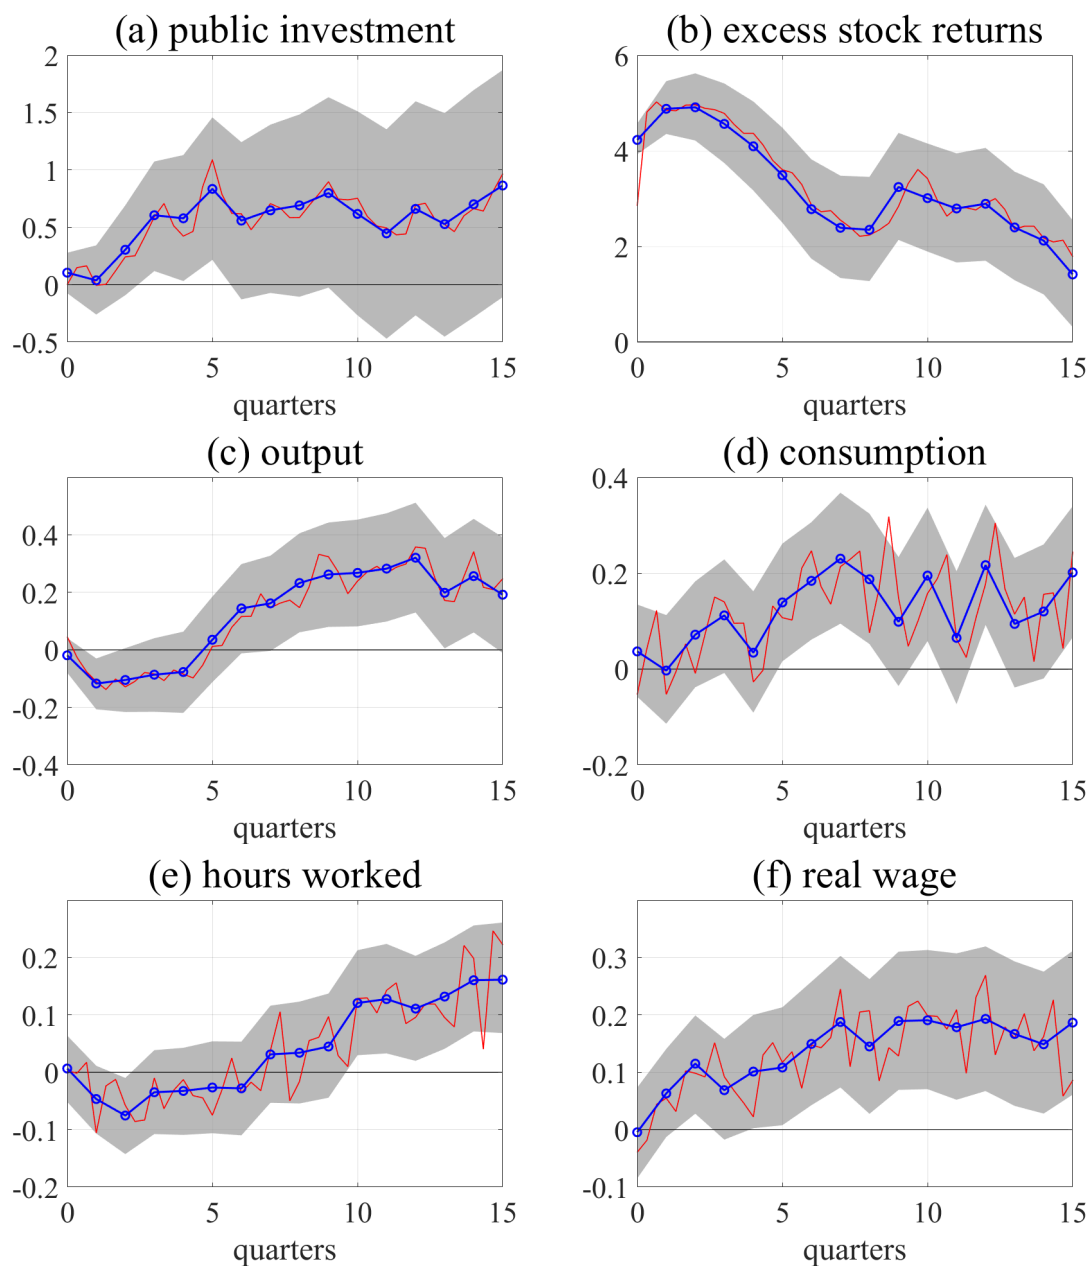 (a) public investment
2
1.5
1
0.5
0
-0.5
0 5 10 15
quarters
(b) excess stock returns
6
4
2
0
0 5 10 15
quarters
(c) output
0.4
0.2
0
-0.2
-0.4
0 5 10 15
quarters
(d) consumption
0.4
0.2
0
-0.2
0 5 10 15
quarters
(e) hours worked
0.2
0.1
0
-0.1
-0.2
0 5 10 15
quarters
(f) real wage
0.3
0.2
0.1
0
-0.1
0 5 10 15
quarters